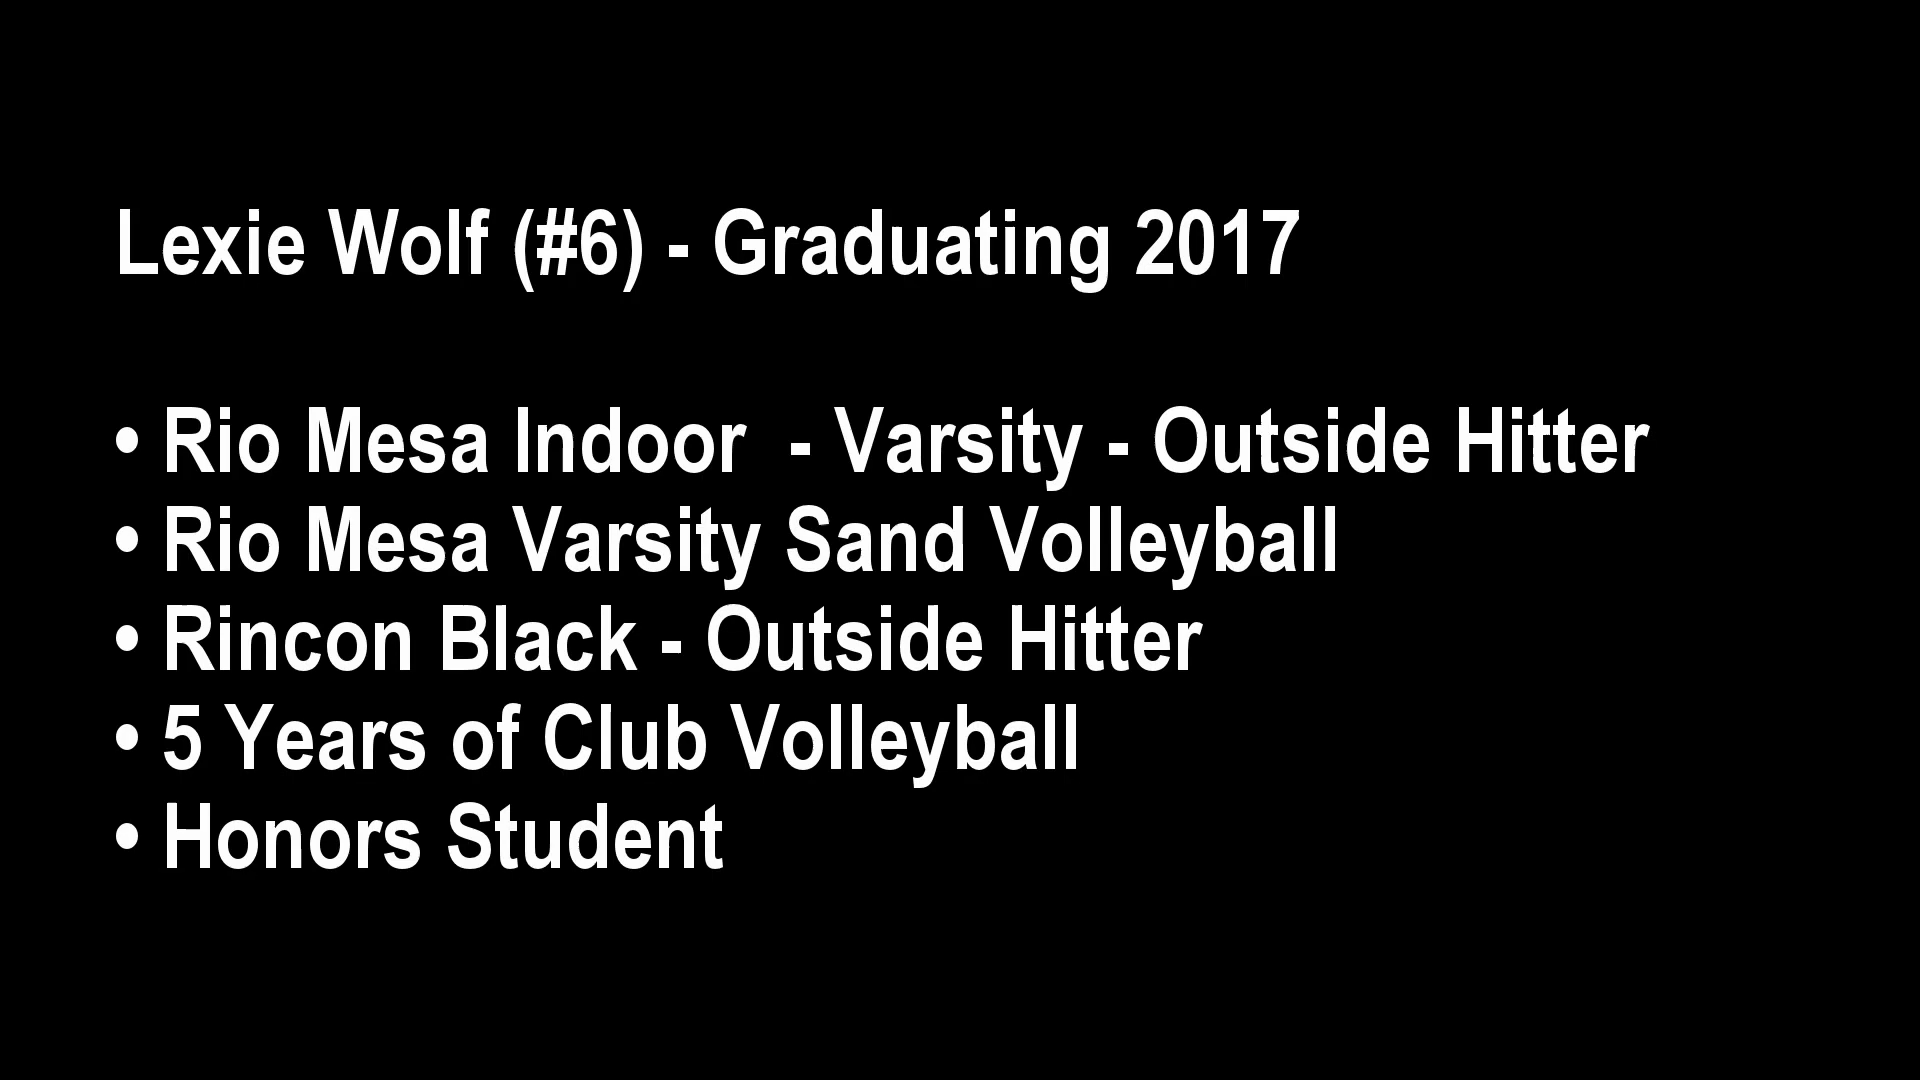 Lexie Wolf (#6) - Graduating 2017
• Rio Mesa Indoor  - Varsity - Outside Hitter
• Rio Mesa Varsity Sand Volleyball
• Rincon Black - Outside Hitter
• 5 Years of Club Volleyball
• Honors Student